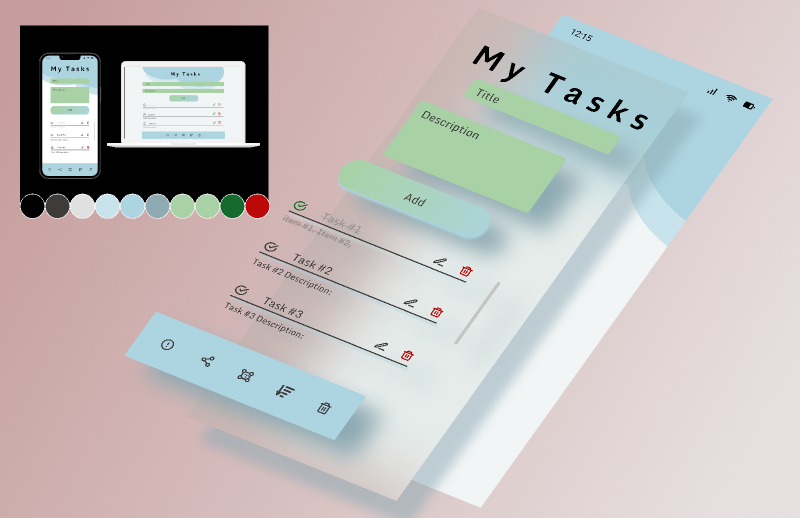 My Tasks
My Tasks
12:15
My Tasks
Title
Description
Add
Task #1
Item #1, Item #2,
Task #2
Task #2 Description:
Task #3
Task #3 Description: